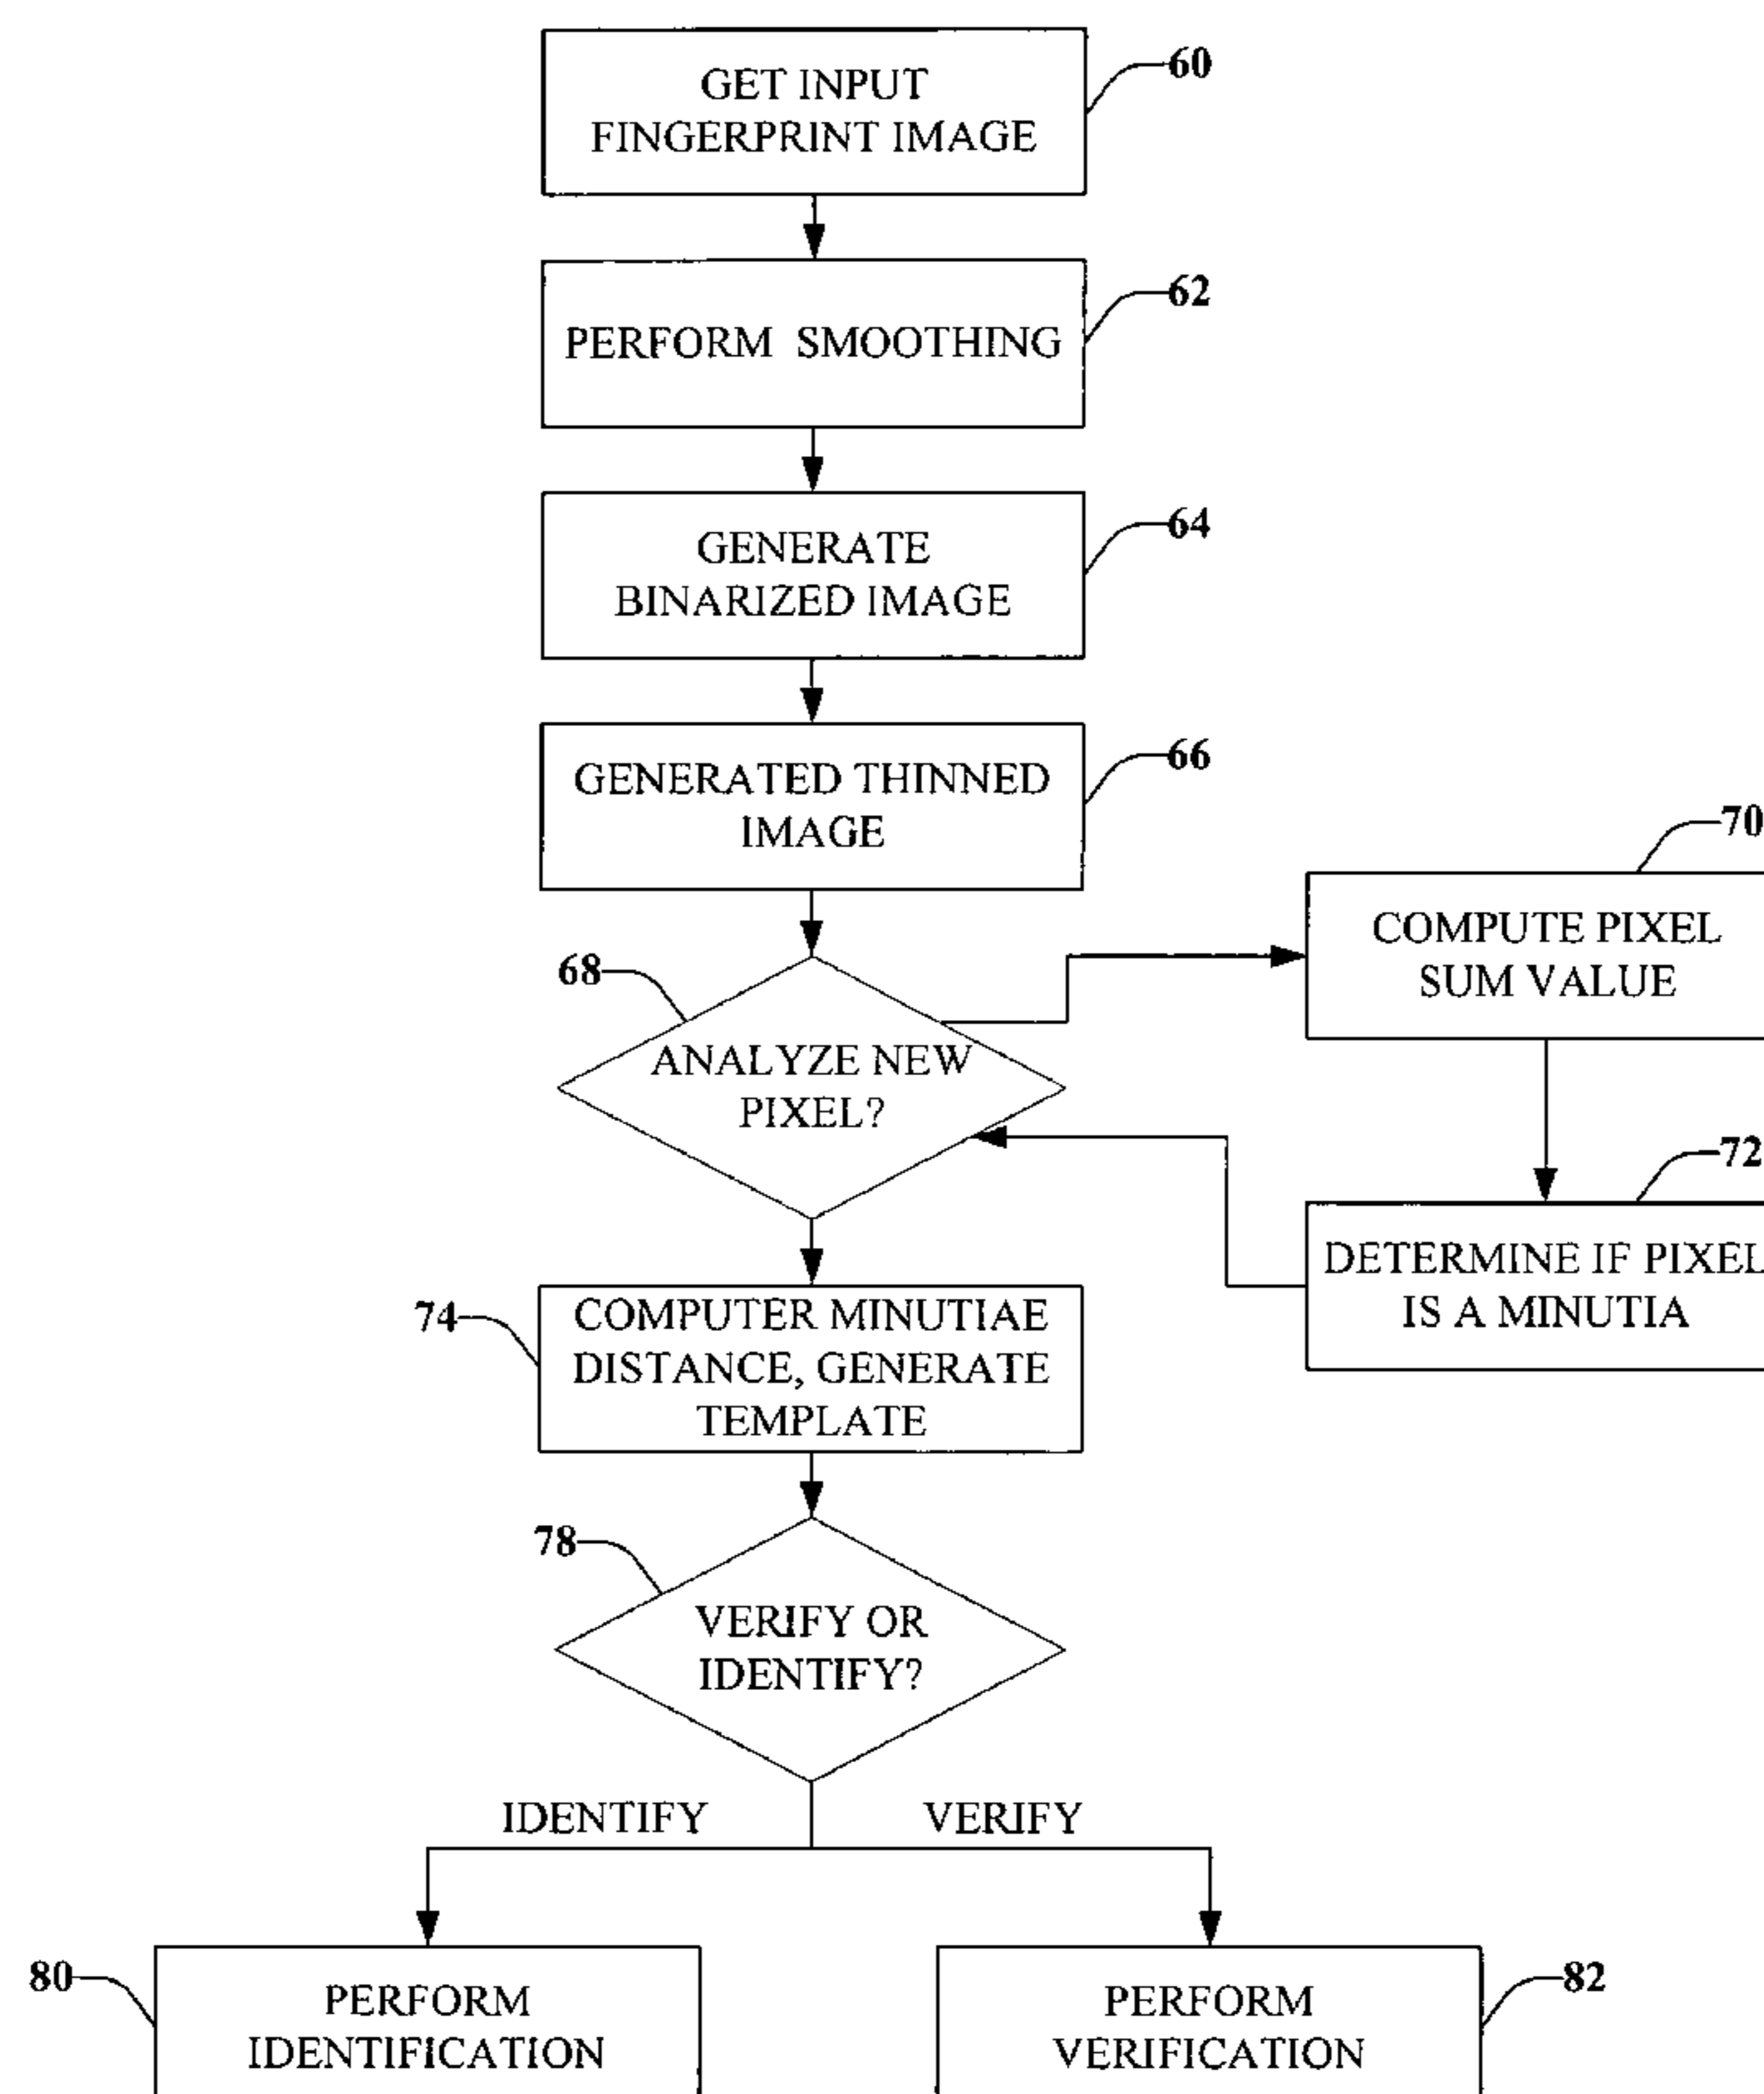 GET INPUT
FINGERPRINT IMAGE
60
PERFORM SMOOTHING
62
GENERATE
BINARIZED IMAGE
64
GENERATED THINNED
IMAGE
66
68
ANALYZE NEW
PIXEL?
70
COMPUTE PIXEL
SUM VALUE
72
DETERMINE IF PIXEL
IS A MINUTIA
74
COMPUTER MINUTIAE
DISTANCE, GENERATE
TEMPLATE
78
VERIFY OR
IDENTIFY?
IDENTIFY
VERIFY
80
PERFORM
IDENTIFICATION
PERFORM
VERIFICATION
82